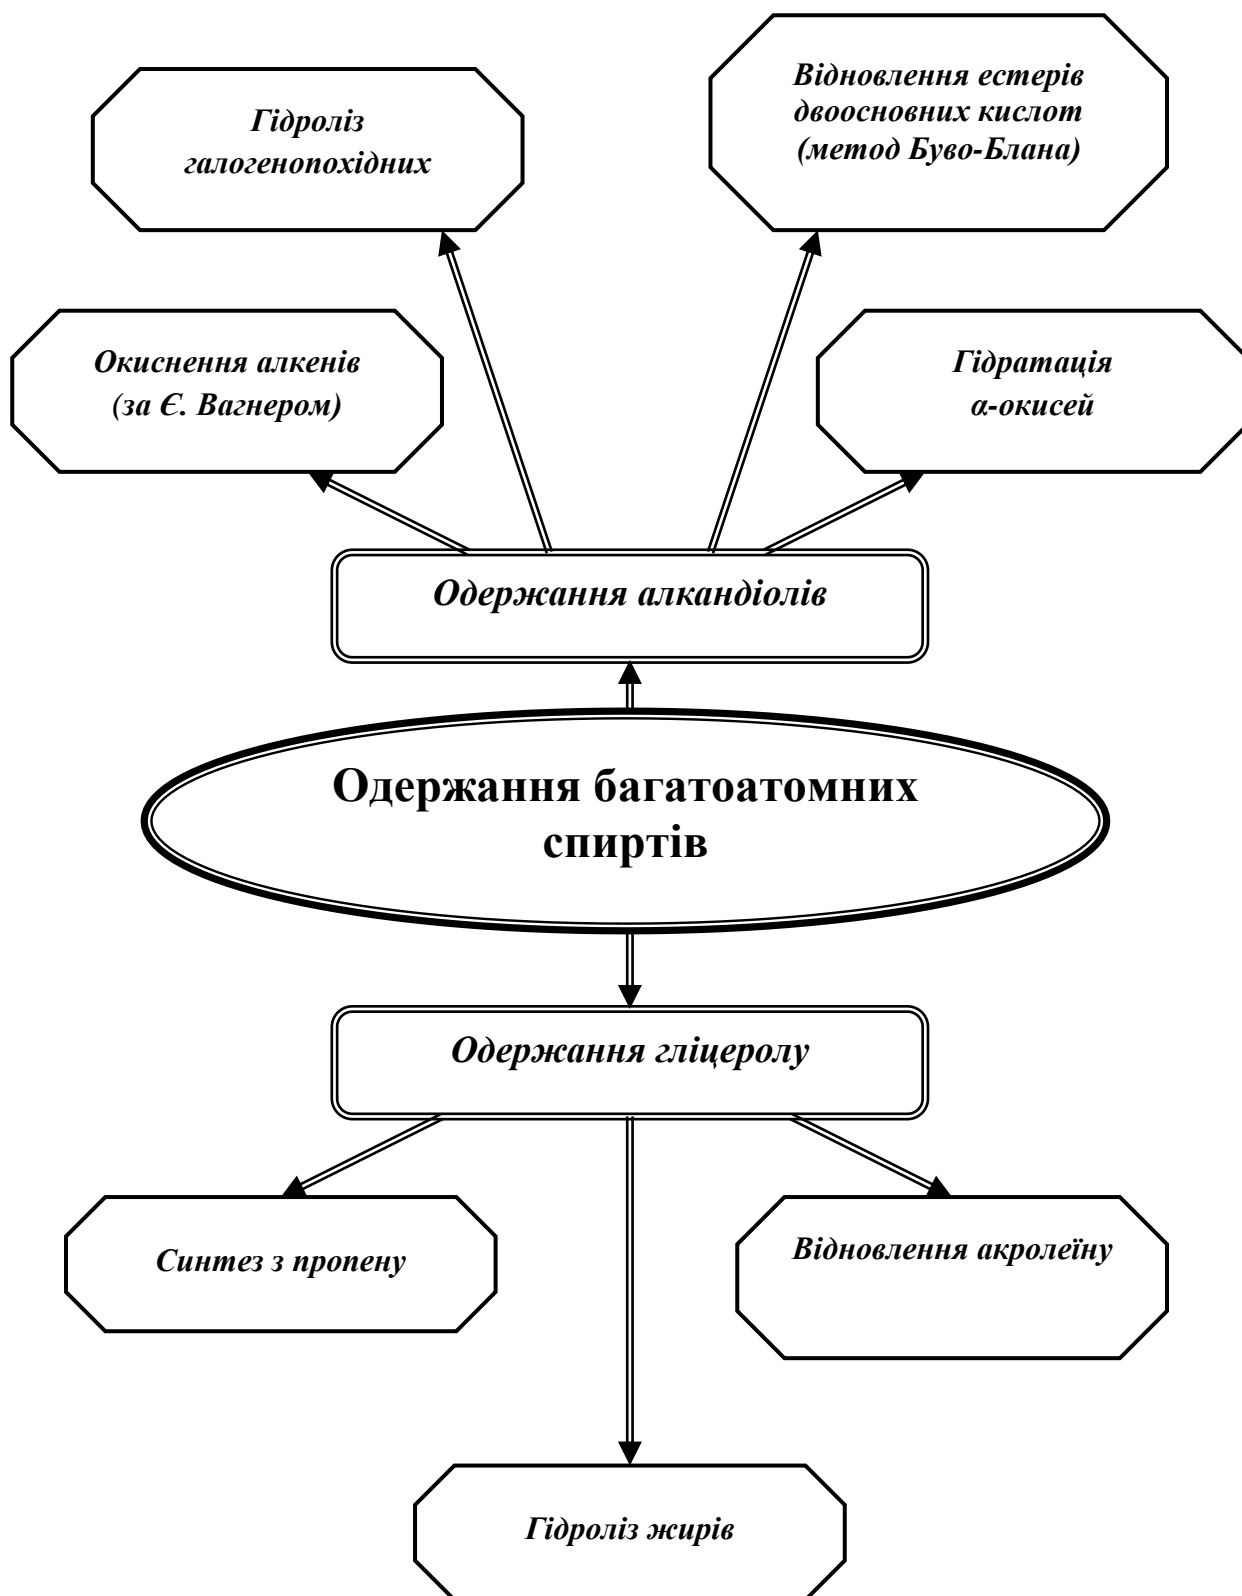 Гідроліз
галогенопохідних
Відновлення естерів
двоосновних кислот
(метод Буво-Блана)
Окиснення алкенів
(за Є. Вагнером)
Гідратація
α-окисей
Одержання алкандіолів
Одержання багатоатомних
спиртів
Одержання гліцеролу
Синтез з пропену
Відновлення акролеїну
Гідроліз жирів